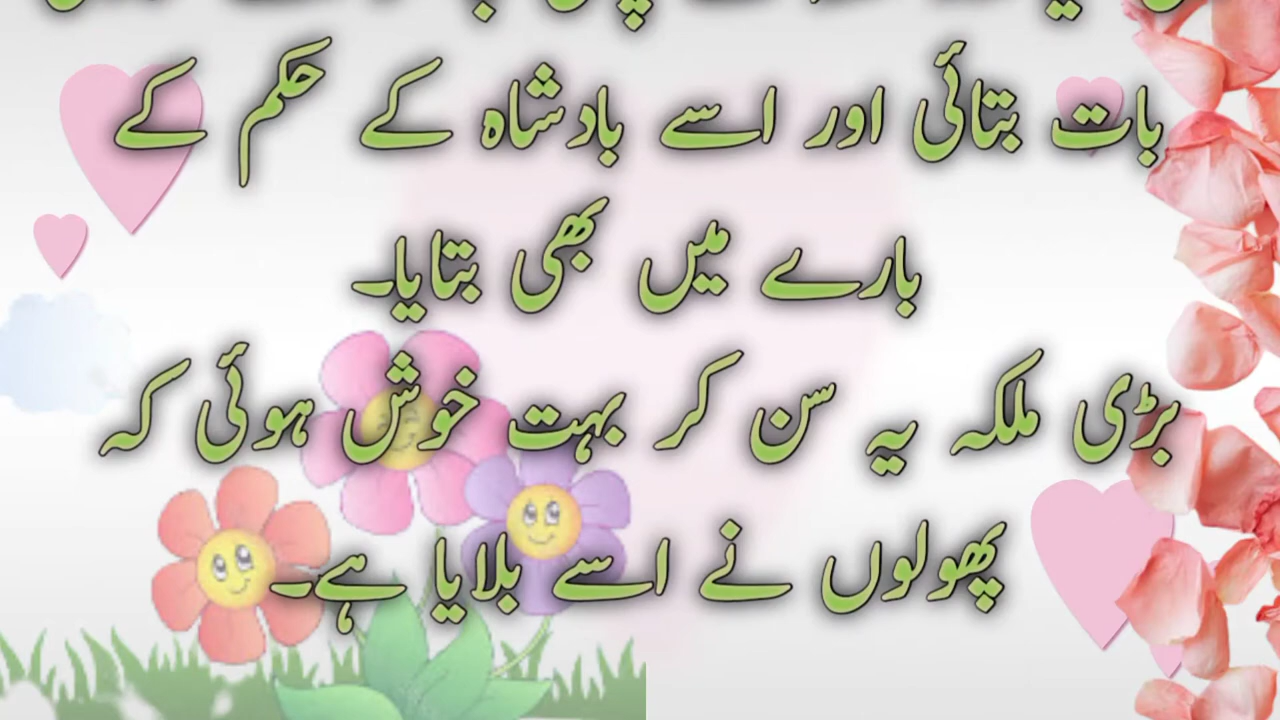 بات بتائی اور اسے بادشاہ کے حکم کے
بارے میں بھی بتایا۔
بڑی ملکہ یہ سن کر بہت خوش ہوئی کہ
پھولوں نے اسے بلایا ہے۔